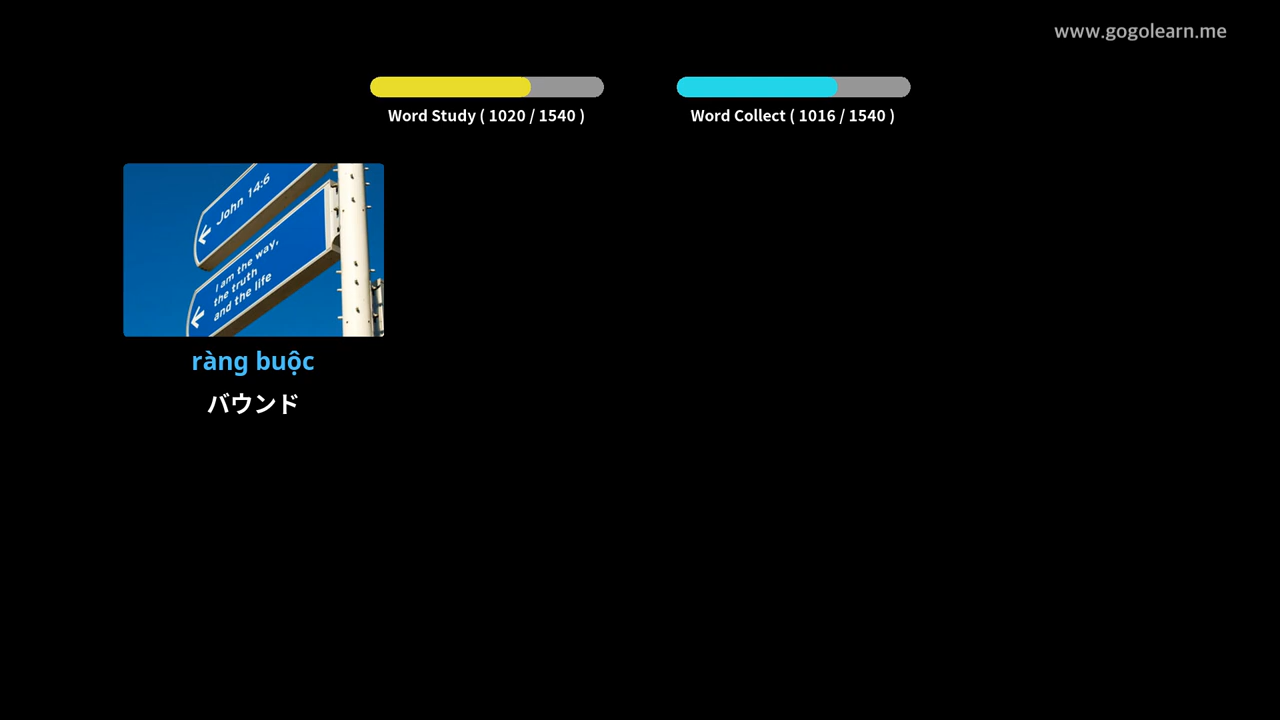 www.gogolearn.me
Word Study ( 1020 / 1540 )
Word Collect ( 1016 / 1540 )
John 14:6
I am the way,
the truth
and the life
ràng buộc
バウンド